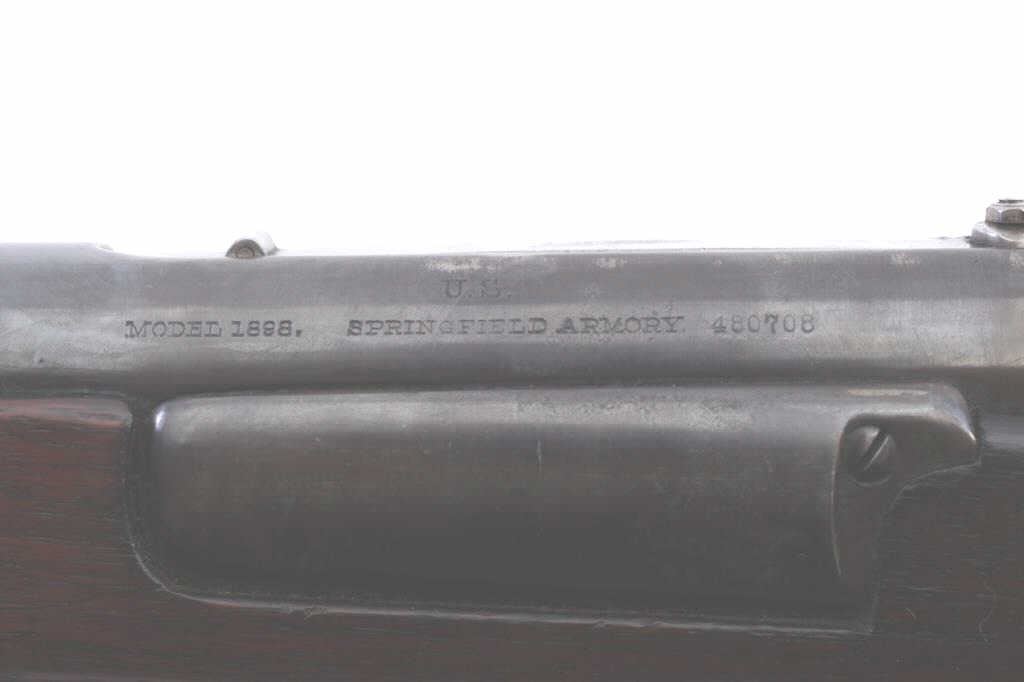 U.S.
MODEL 1898. SPRINGFIELD ARMORY. 480708